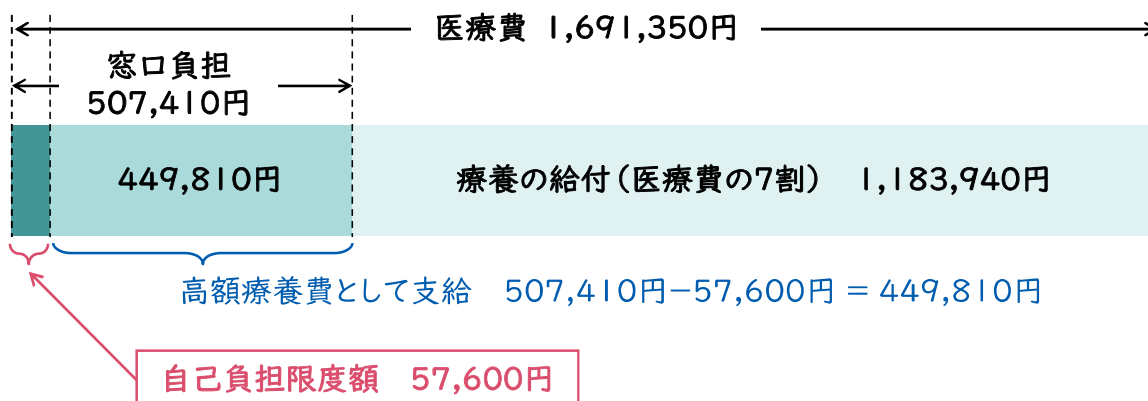 医療費 1,691,350円
窓口負担
507,410円
449,810円
療養の給付（医療費の7割） 1,183,940円
高額療養費として支給 507,410円－57,600円 = 449,810円
自己負担限度額 57,600円